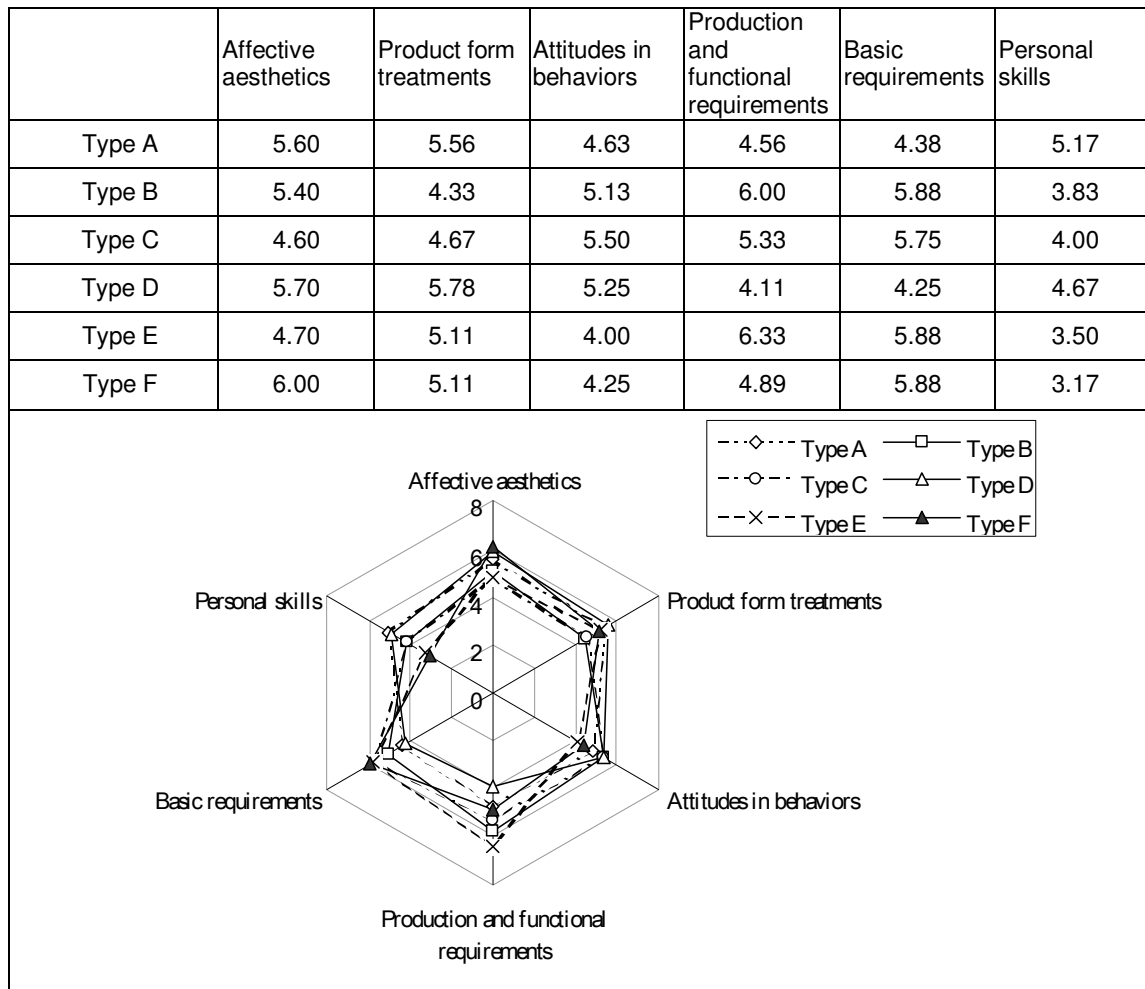 Affective aesthetics
Product form treatments
Attitudes in behaviors
Production and functional requirements
Basic requirements
Personal skills
Type A 5.60 5.56 4.63 4.56 4.38 5.17
Type B 5.40 4.33 5.13 6.00 5.88 3.83
Type C 4.60 4.67 5.50 5.33 5.75 4.00
Type D 5.70 5.78 5.25 4.11 4.25 4.67
Type E 4.70 5.11 4.00 6.33 5.88 3.50
Type F 6.00 5.11 4.25 4.89 5.88 3.17
Type A Type B
Type C Type D
Type E Type F
Affective aesthetics
8
6
Personal skills
Product form treatments
4
2
0
Basic requirements
Attitudes in behaviors
Production and functional
requirements